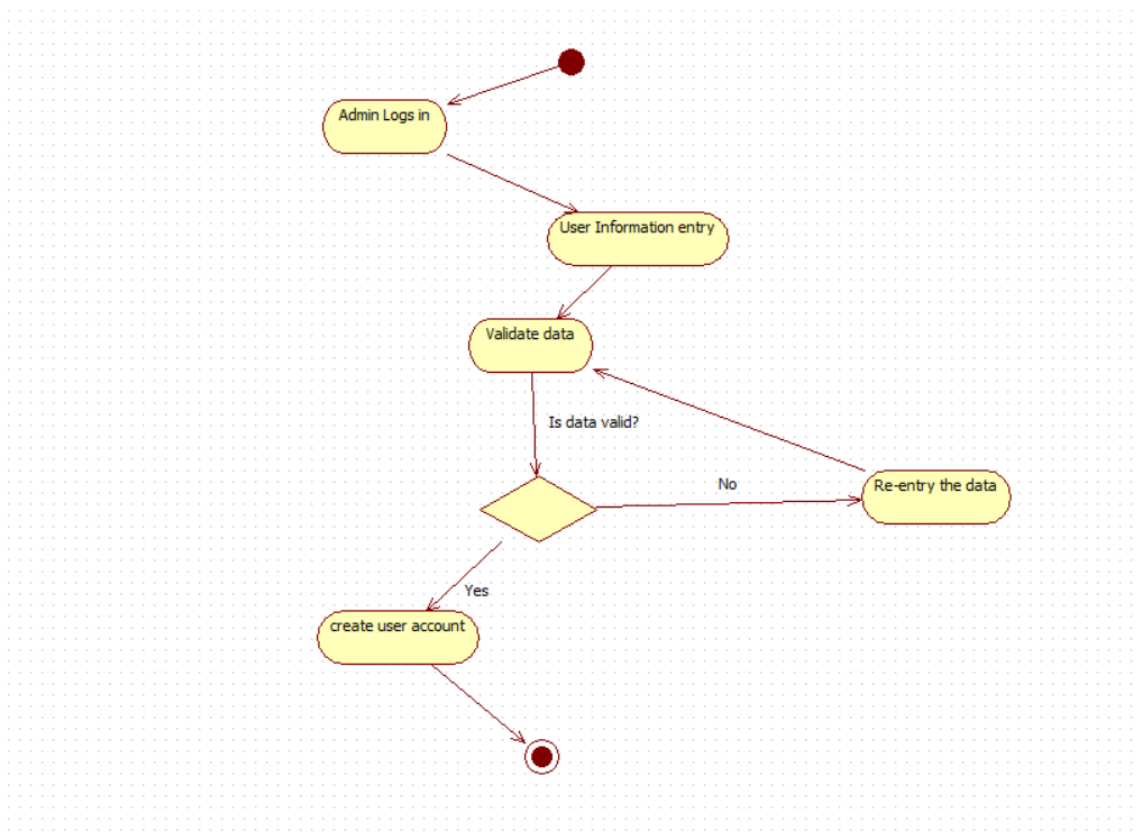 Admin Logs in
User Information entry
Validate data
Is data valid?
No
Re-entry the data
Yes
create user account